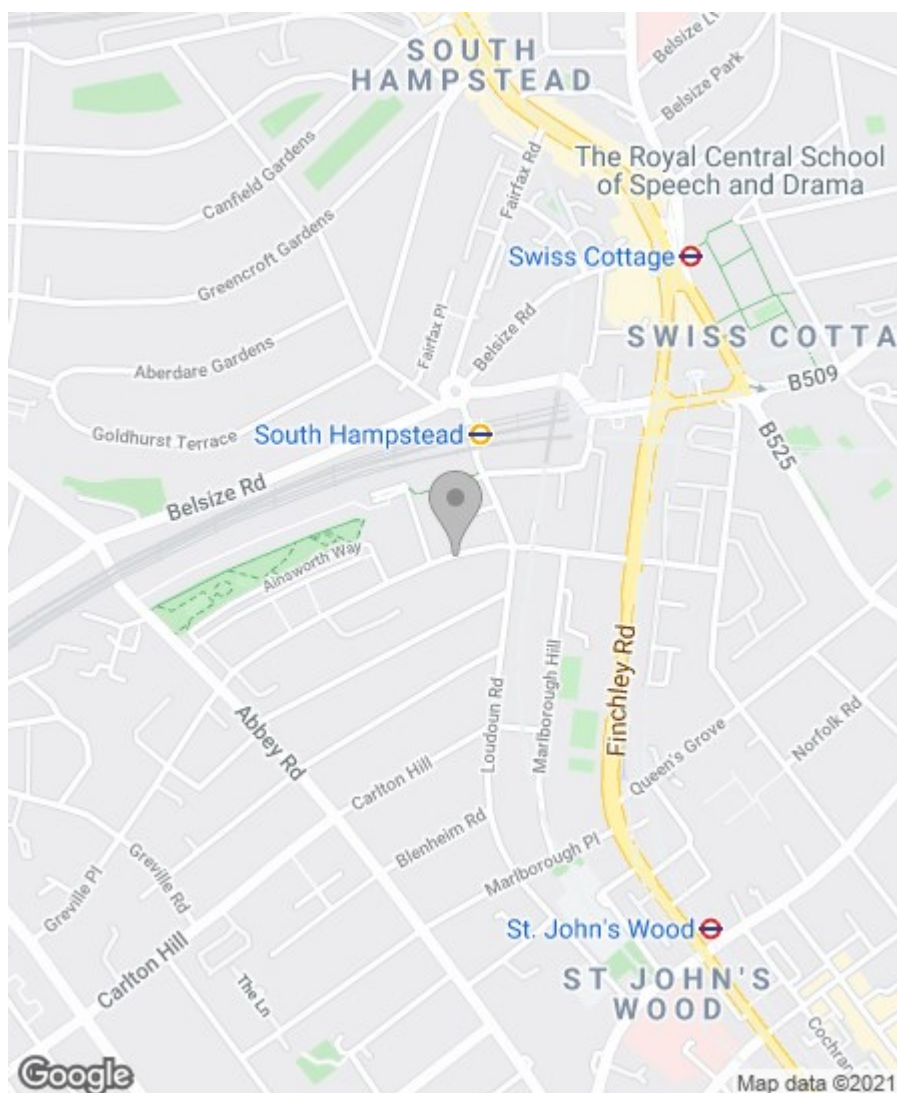 SOUTH
HAMPSTEAD
Belsize Ln
Belsize Park
The Royal Central School
of Speech and Drama
Fairfax Rd
Canfield Gardens
Swiss Cottage
Greencroft Gardens
Fairfax Pl
Belsize Rd
SWISS COTTA
Aberdare Gardens
B509
Goldhurst Terrace
South Hampstead
B525
Belsize Rd
Ainsworth Way
Finchley Rd
Marlborough Hill
Loudoun Rd
Abbey Rd
Norfolk Rd
Queen's Grove
Carlton Hill
Blenheim Rd
Marlborough Pl
Greville Pl
Greville Rd
St. John's Wood
Carlton Hill
The Ln
ST JOHN'S
WOOD
Cochran
Google
Map data ©2021